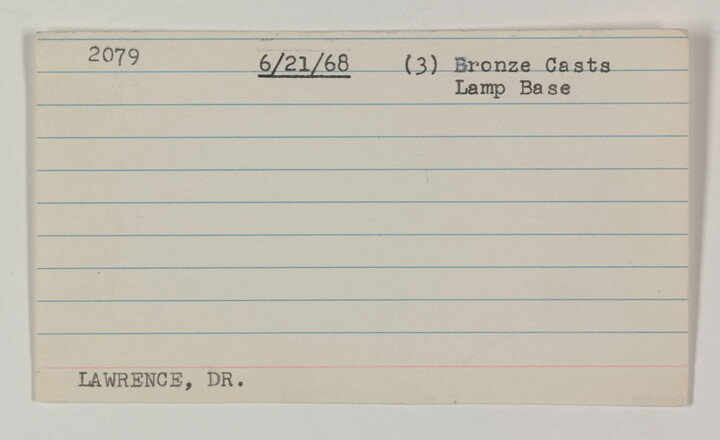 2079 6/21/68 (3) Bronze Casts
Lamp Base
LAWRENCE, DR.